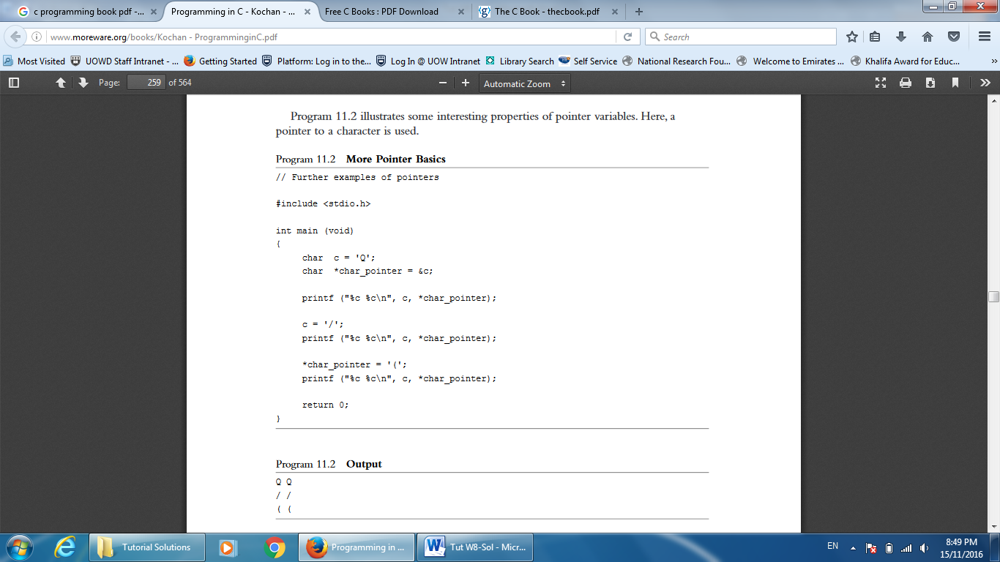 c programming book pdf -...
Programming in C - Kochan - ...
Free C Books : PDF Download
{g} The C Book - thecbook.pdf
www.moreware.org/books/Kochan - ProgramminginC.pdf
Search
Most Visited
UOWD Staff Intranet - ...
Getting Started
Platform: Log in to the...
Log In @ UOW Intranet
Library Search
Self Service
National Research Fou...
Welcome to Emirates ...
Khalifa Award for Educ...
Page: 259 of 564
Automatic Zoom
Program 11.2 illustrates some interesting properties of pointer variables. Here, a
pointer to a character is used.
Program 11.2 More Pointer Basics
// Further examples of pointers
#include <stdio.h>
int main (void)
{
char c = 'Q';
char *char_pointer = &c;
printf ("%c %c\n", c, *char_pointer);
c = '/';
printf ("%c %c\n", c, *char_pointer);
*char_pointer = '(';
printf ("%c %c\n", c, *char_pointer);
return 0;
}
Program 11.2 Output
Q Q
/ /
( (
Tutorial Solutions
Programming in ...
Tut W8-Sol - Micr...
EN
8:49 PM
15/11/2016